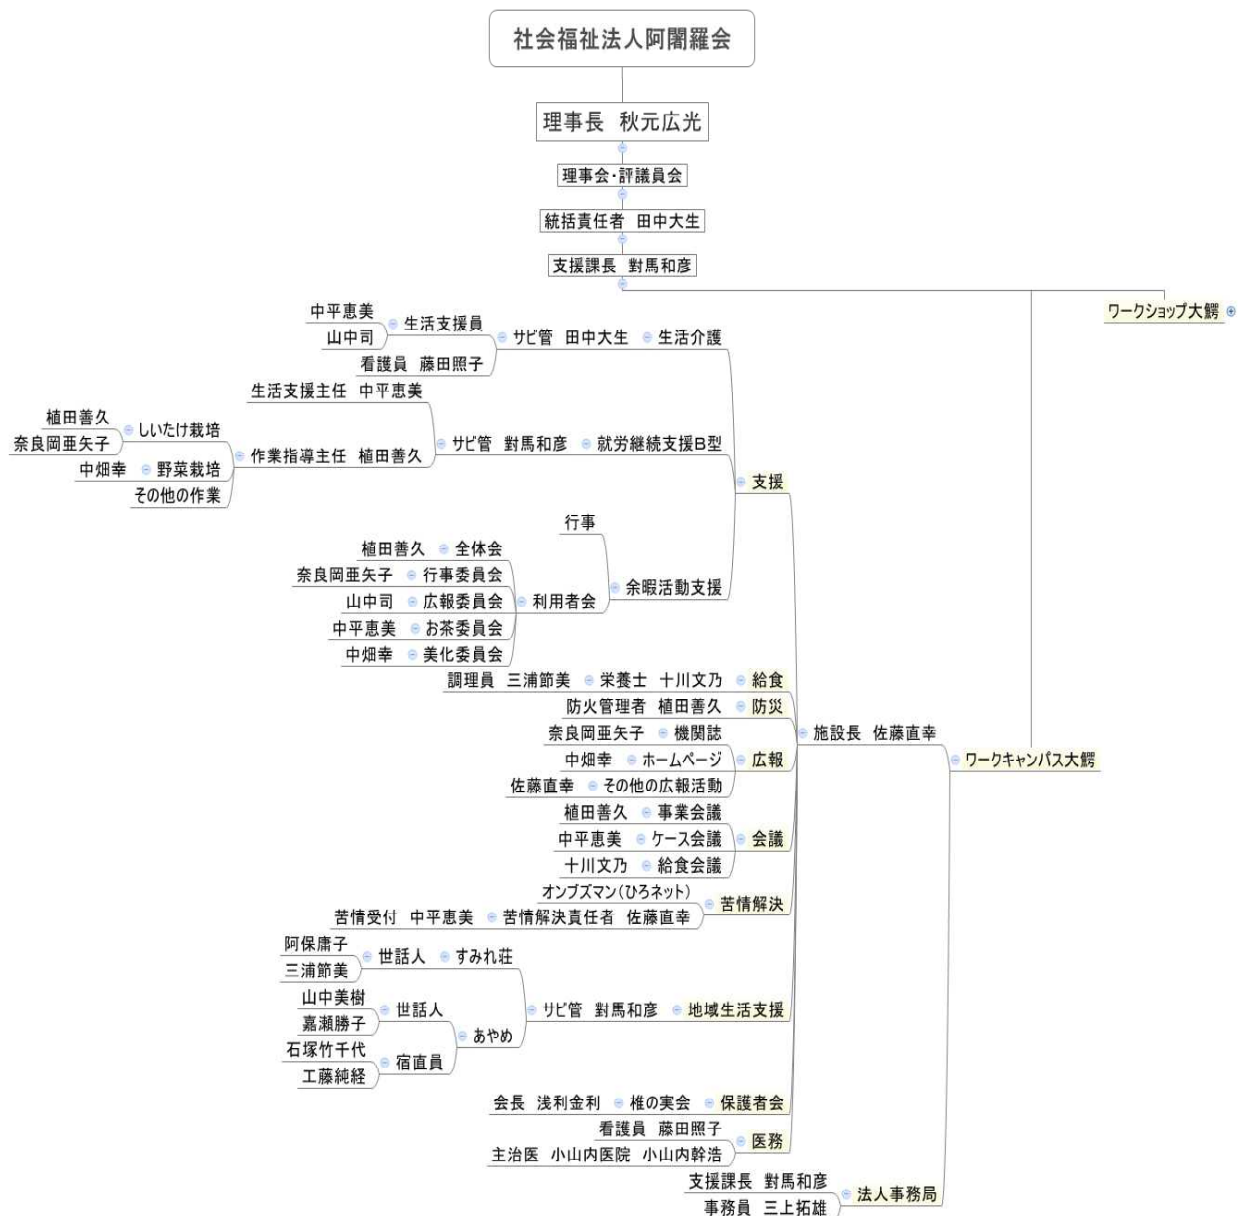 社会福祉法人阿闍羅会
理事長 秋元広光
理事会・評議員会
統括責任者 田中大生
支援課長 對馬和彦
ワークショップ大鰐
中平恵美
生活支援員
山中司
サビ管 田中大生
生活介護
看護員 藤田照子
生活支援主任 中平恵美
植田善久
しいたけ栽培
奈良岡亜矢子
作業指導主任 植田善久
サビ管 對馬和彦
就労継続支援B型
中畑幸
野菜栽培
その他の作業
支援
行事
植田善久
全体会
奈良岡亜矢子
行事委員会
余暇活動支援
山中司
広報委員会
利用者会
中平恵美
お茶委員会
中畑幸
美化委員会
調理員 三浦節美
栄養士 十川文乃
給食
防火管理者 植田善久
防災
奈良岡亜矢子
機関誌
施設長 佐藤直幸
中畑幸
ホームページ
広報
ワークキャンパス大鰐
佐藤直幸
その他の広報活動
植田善久
事業会議
中平恵美
ケース会議
会議
十川文乃
給食会議
オンブズマン(ひろネット)
苦情解決
苦情受付 中平恵美
苦情解決責任者 佐藤直幸
阿保庸子
世話人
すみれ荘
三浦節美
山中美樹
世話人
サビ管 對馬和彦
地域生活支援
嘉瀬勝子
あやめ
石塚竹千代
宿直員
工藤純経
会長 浅利金利
椎の実会
保護者会
看護員 藤田照子
医務
主治医 小山内医院 小山内幹浩
支援課長 對馬和彦
法人事務局
事務員 三上拓雄